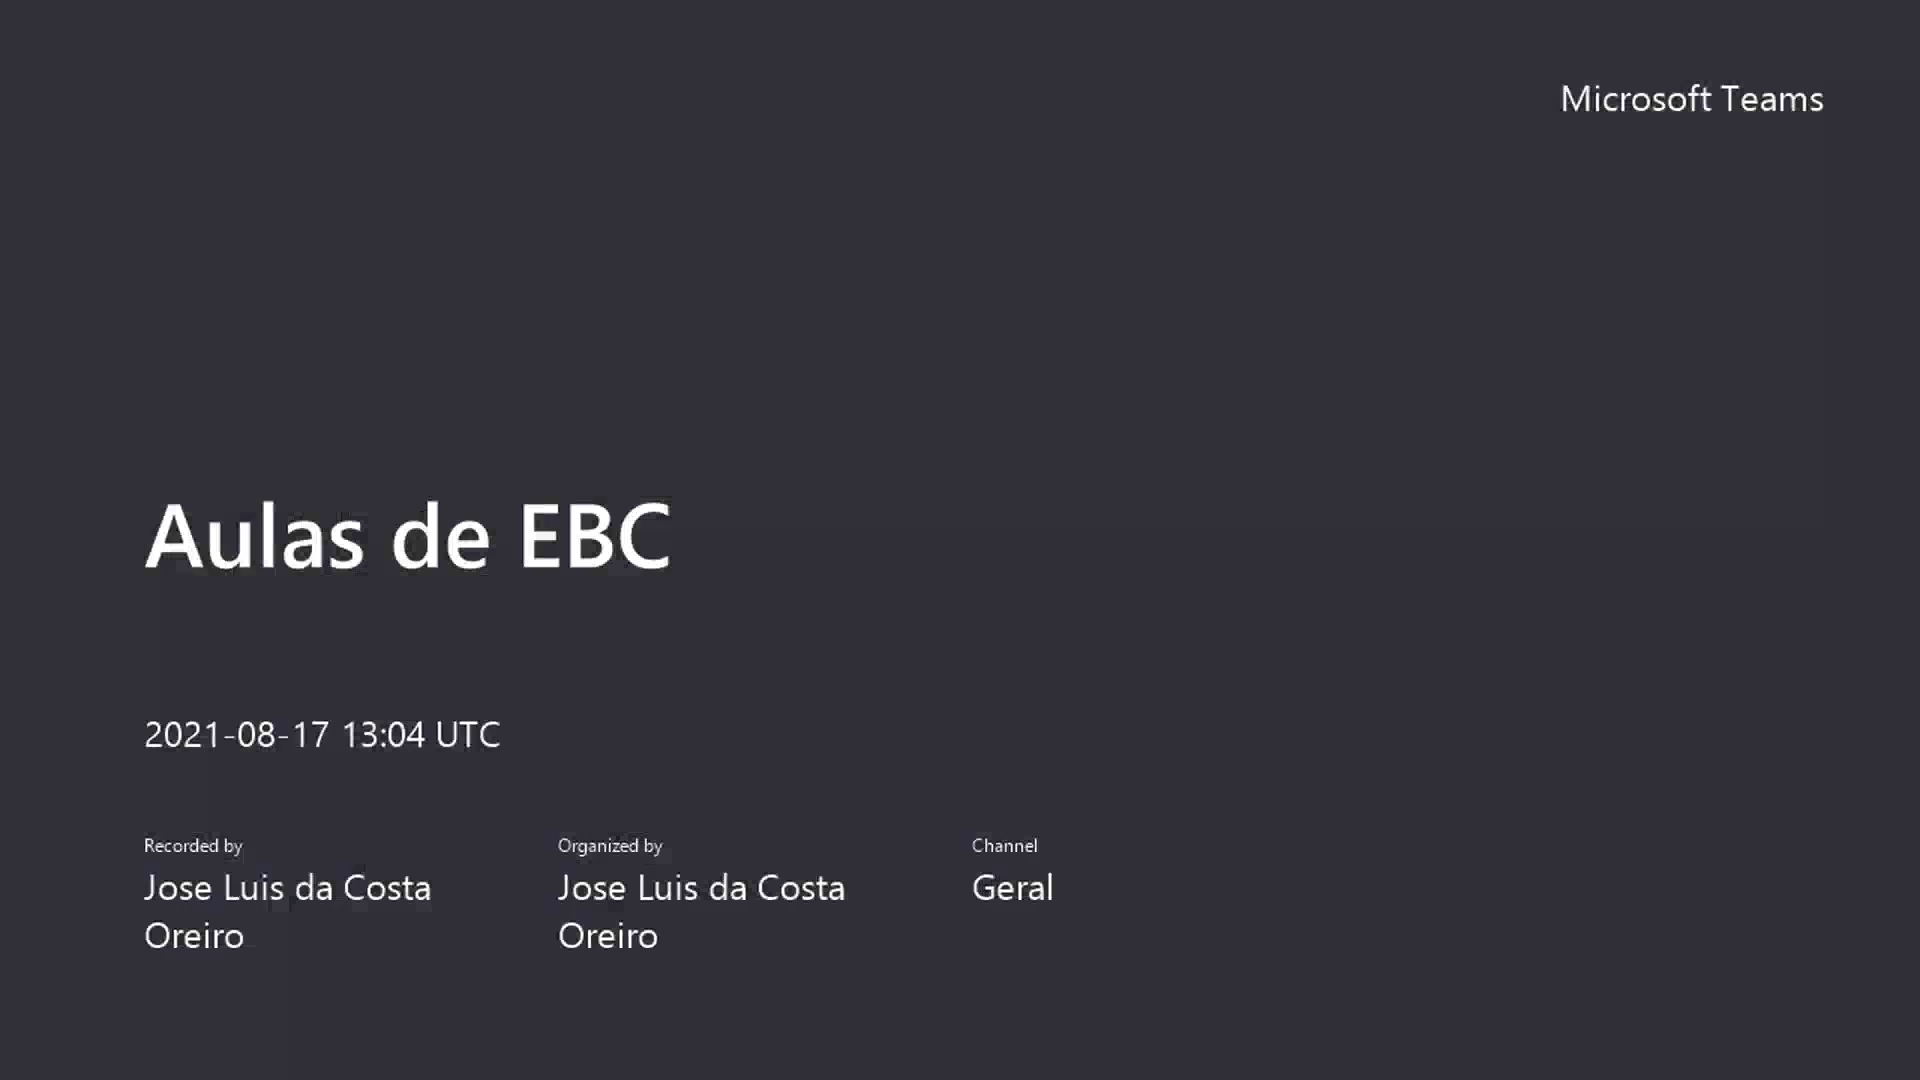 Microsoft Teams
Aulas de EBC
2021-08-17 13:04 UTC
Recorded by
Jose Luis da Costa
Oreiro
Organized by
Jose Luis da Costa
Oreiro
Channel
Geral